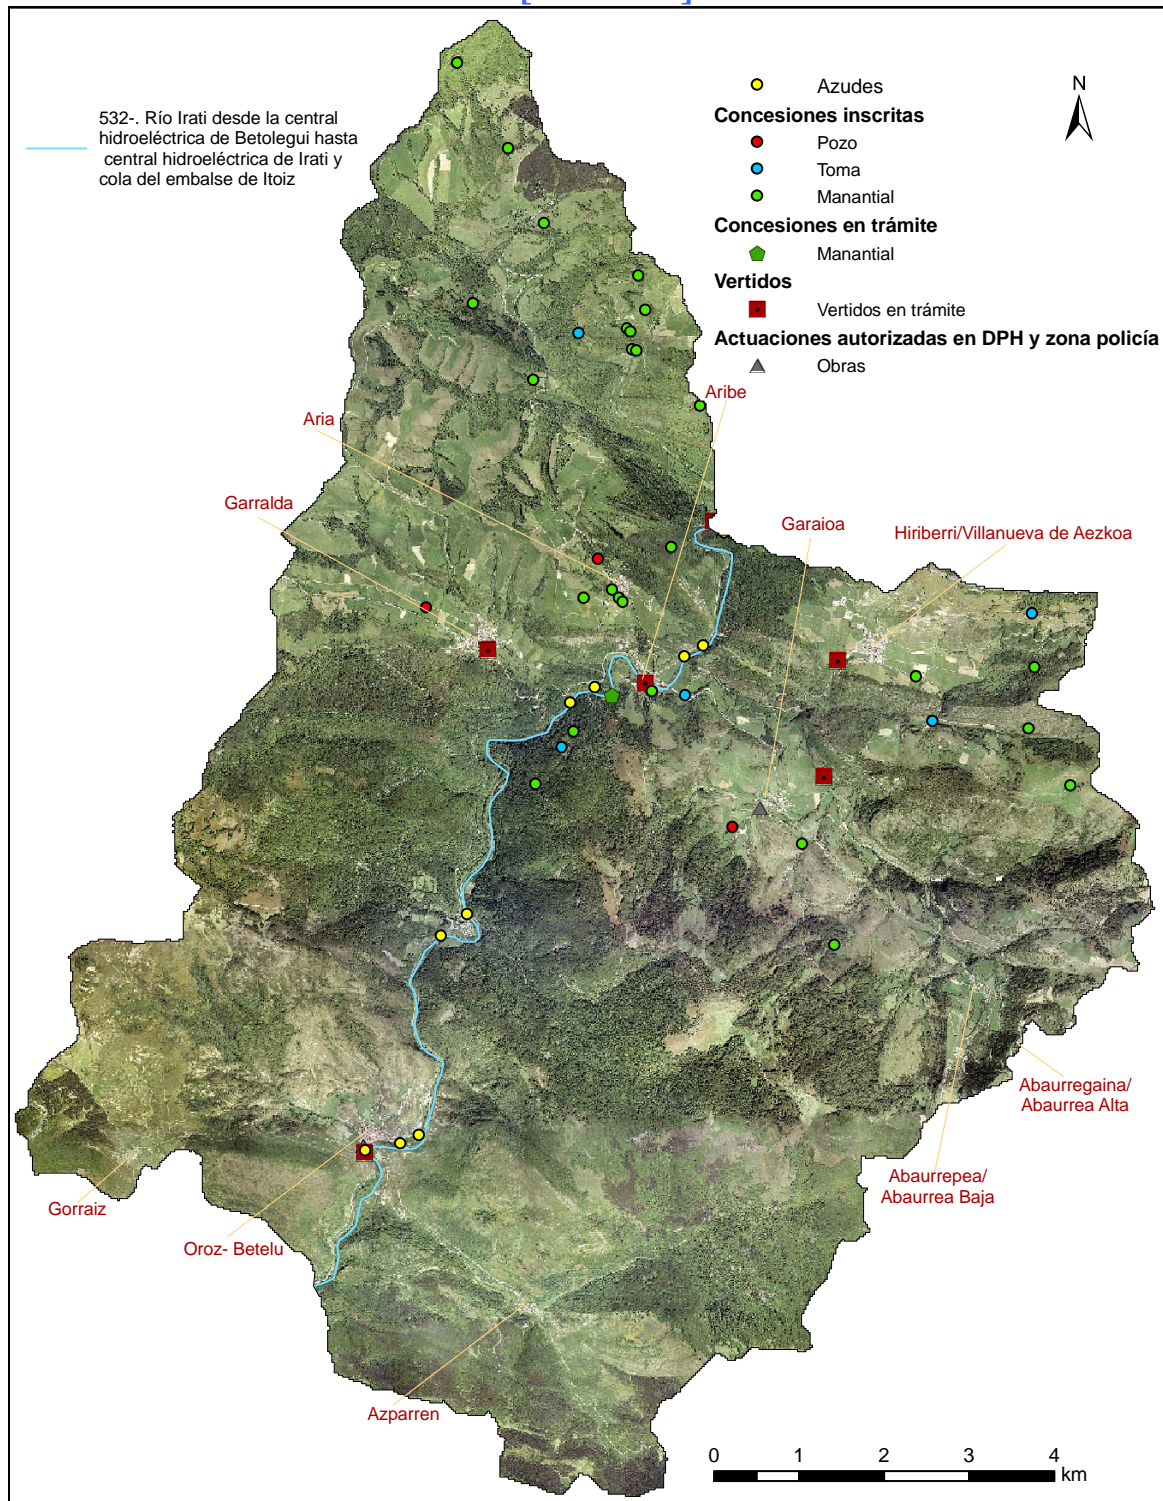 532-. Río Irati desde la central
hidroeléctrica de Betolegui hasta
central hidroeléctrica de Irati y
cola del embalse de Itoiz
Azudes
Concesiones inscritas
Pozo
Toma
Manantial
Concesiones en trámite
Manantial
Vertidos
Vertidos en trámite
Actuaciones autorizadas en DPH y zona policía
Obras
N
Aribe
Aria
Garralda
Garaioa
Hiriberri/Villanueva de Aezkoa
Abaurregaina/
Abaurrea Alta
Abaurrepea/
Abaurrea Baja
Gorraiz
Oroz- Betelu
Azparren
0 1 2 3 4
km